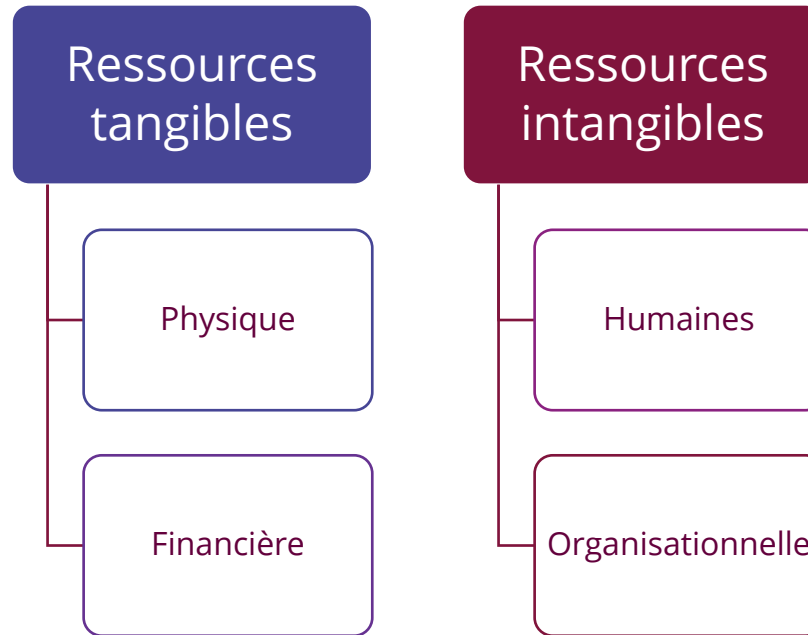 Ressources
tangibles
Physique
Financière
Ressources
intangibles
Humaines
Organisationnelle